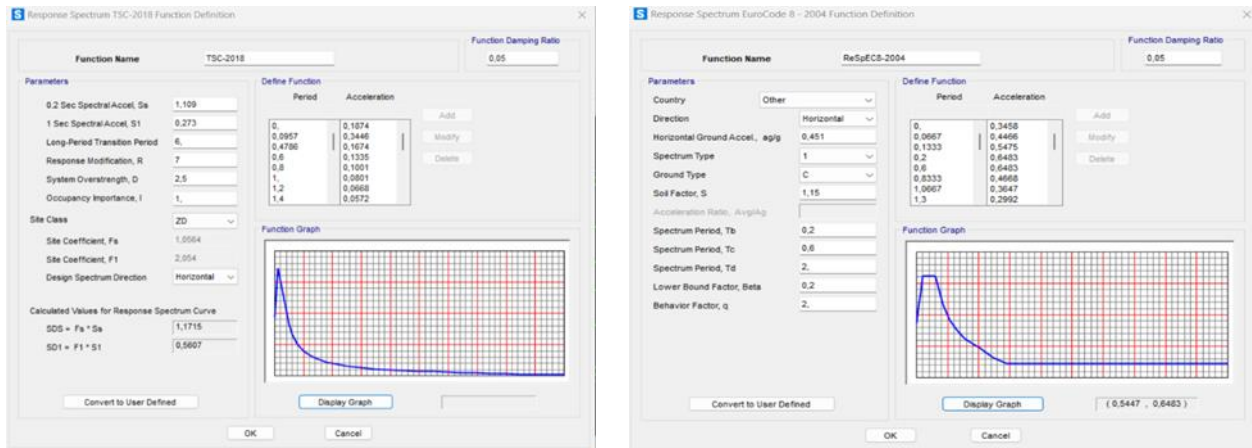 Response Spectrum TSC-2018 Function Definition
Function Damping Ratio
Function Name TSC-2018 0,05
Parameters
0.2 Sec Spectral Accel, Ss 1,109
1 Sec Spectral Accel, S1 0,273
Long-Period Transition Period 6,
Response Modification, R 7
System Overstrength, D 2,5
Occupancy Importance, I 1,
Site Class ZD
Site Coefficient, Fs 1,0564
Site Coefficient, F1 2,054
Design Spectrum Direction Horizontal
Calculated Values for Response Spectrum Curve
SDS = Fs * Ss 1,1715
SD1 = F1 * S1 0,5607
Convert to User Defined
Define Function
Period Acceleration
0, 0,1874
0,0957 0,3446
0,4786 0,1674
0,6 0,1335
0,8 0,1001
1, 0,0801
1,2 0,0668
1,4 0,0572
Add
Modify
Delete
Function Graph
Display Graph
OK Cancel
Response Spectrum EuroCode 8 - 2004 Function Definition
Function Damping Ratio
Function Name ReSpEC8-2004 0,05
Parameters
Country Other
Direction Horizontal
Horizontal Ground Accel., ag/g 0,451
Spectrum Type 1
Ground Type C
Soil Factor, S 1,15
Acceleration Ratio, Avg/Ag
Spectrum Period, Tb 0,2
Spectrum Period, Tc 0,6
Spectrum Period, Td 2,
Lower Bound Factor, Beta 0,2
Behavior Factor, q 2,
Convert to User Defined
Define Function
Period Acceleration
0, 0,3458
0,0667 0,4466
0,1333 0,5475
0,2 0,6483
0,6 0,6483
0,8333 0,4668
1,0667 0,3647
1,3 0,2992
Add
Modify
Delete
Function Graph
Display Graph (0,5447 , 0,6483)
OK Cancel